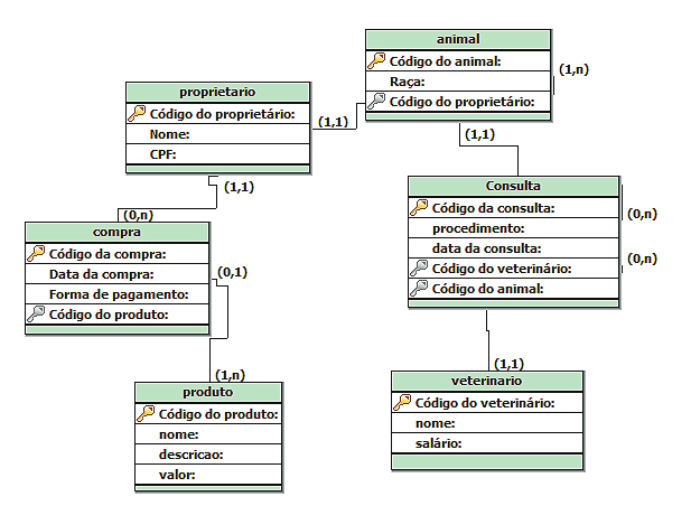 animal
Código do animal:
Raça:
Código do proprietário:
(1,n)
(1,1)
proprietario
Código do proprietário:
Nome:
CPF:
(1,1)
(1,1)
Consulta
Código da consulta:
procedimento:
data da consulta:
Código do veterinário:
Código do animal:
(0,n)
(0,n)
(0,n)
compra
Código da compra:
Data da compra:
Forma de pagamento:
Código do produto:
(0,1)
(1,n)
produto
Código do produto:
nome:
descricao:
valor:
(1,1)
veterinario
Código do veterinário:
nome:
salário: